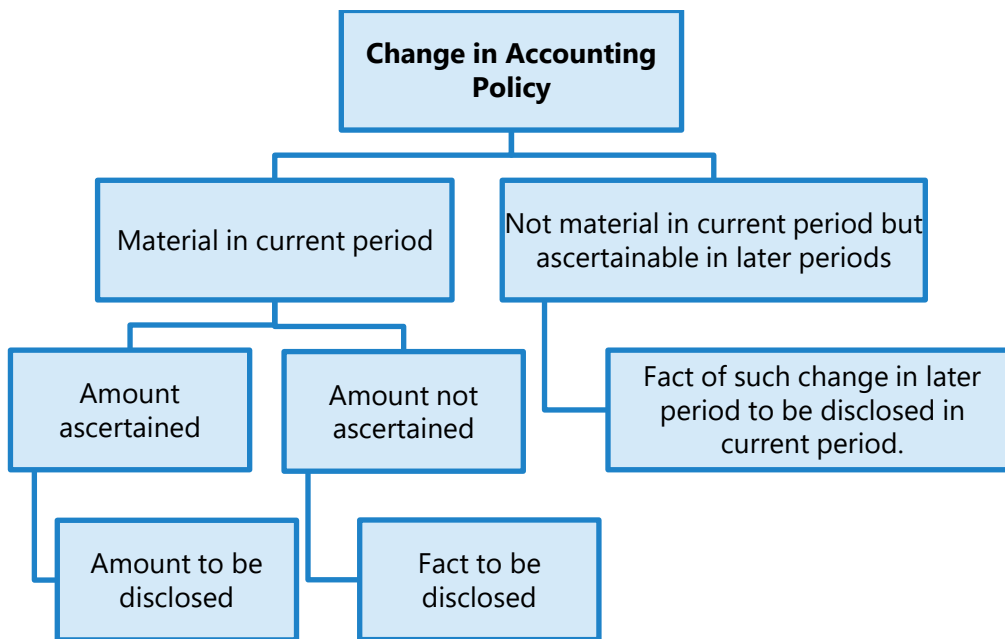 Change in Accounting
Policy
Material in current period
Not material in current period but
ascertainable in later periods
Amount
ascertained
Amount not
ascertained
Fact of such change in later
period to be disclosed in
current period.
Amount to be
disclosed
Fact to be
disclosed